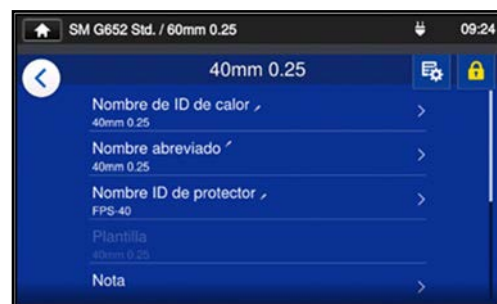 SM G652 Std. / 60mm 0.25
09:24
40mm 0.25
Nombre de ID de calor
40mm 0.25
Nombre abreviado
40mm 0.25
Nombre ID de protector
FPS-40
Plantilla
40mm 0.25
Nota